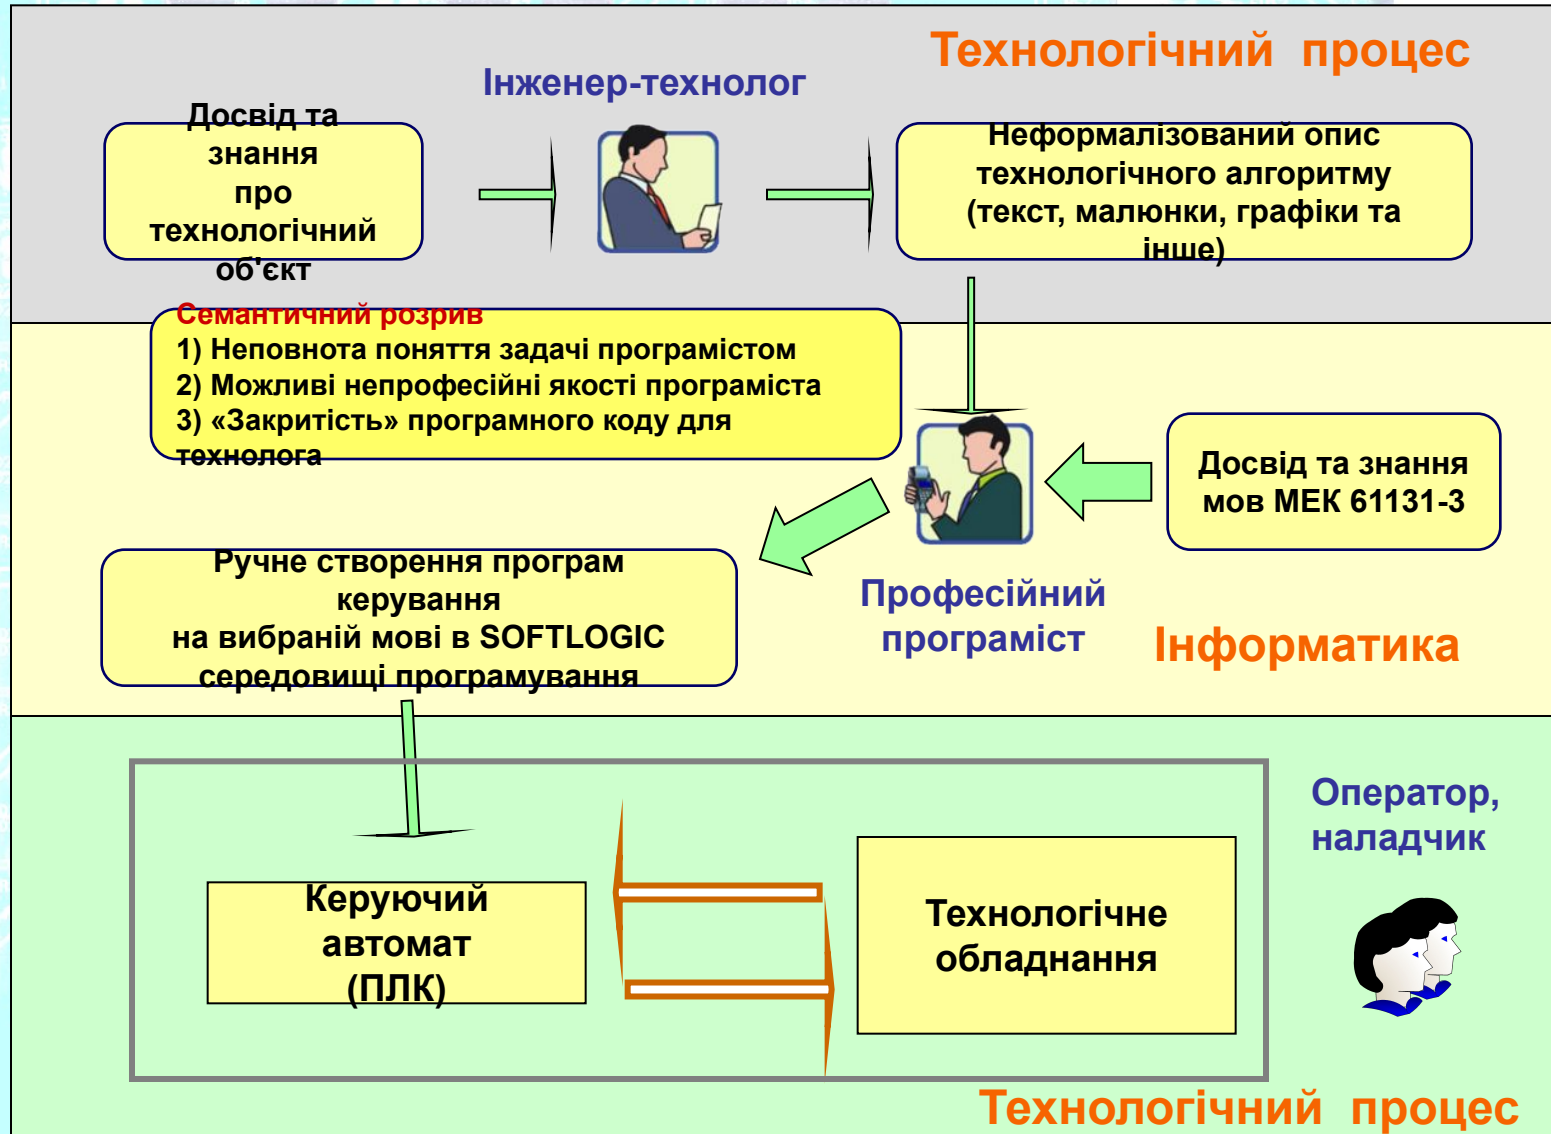 Технологічний процес
Інженер-технолог
Досвід та
знання
про
технологічний
об'єкт
Неформалізований опис
технологічного алгоритму
(текст, малюнки, графіки та
інше)
Семантичний розрив
1) Неповнота поняття задачі програмістом
2) Можливі непрофесійні якості програміста
3) «Закритість» програмного коду для
технолога
Досвід та знання
мов МЕК 61131-3
Ручне створення програм
керування
на вибраній мові в SOFTLOGIC
середовищі програмування
Професійний
програміст
Інформатика
Оператор,
наладчик
Керуючий
автомат
(ПЛК)
Технологічне
обладнання
Технологічний процес